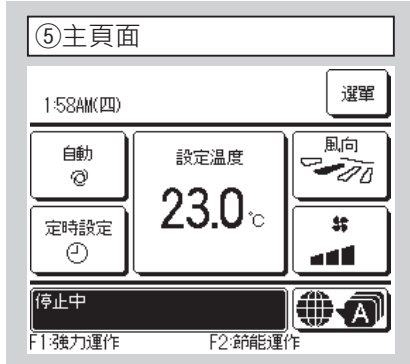 ⑤主頁面
1:58AM(四)
選單
自動
設定温度
風向
23.0℃
定時設定
停止中
A
F1:強力運作 F2:節能運作